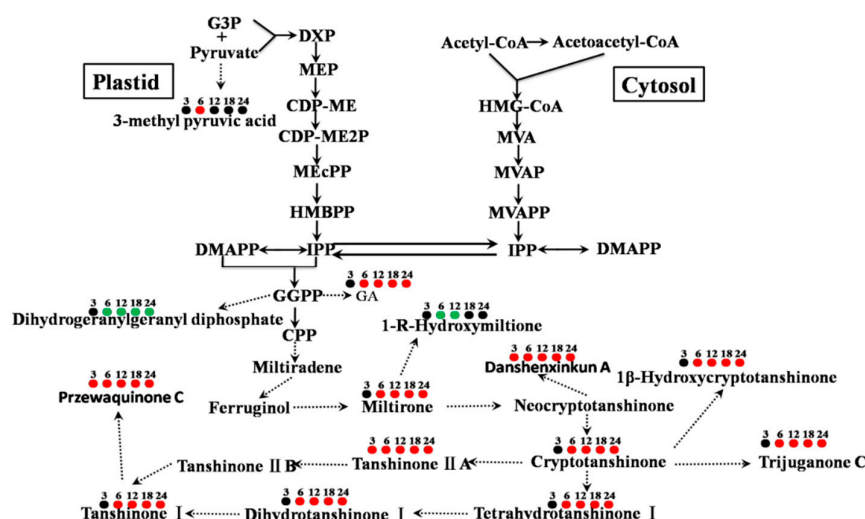 G3P
+
Pyruvate
DXP
Acetyl-CoA
Acetoacetyl-CoA
Plastid
MEP
Cytosol
3 6 12 18 24
3-methyl pyruvic acid
CDP-ME
HMG-CoA
CDP-ME2P
MVA
MEcPP
MVAP
HMBPP
MVAPP
DMAPP
IPP
IPP
DMAPP
3 6 12 18 24
GGPP
GA
3 6 12 18 24
Dihydrogeranylgeranyl diphosphate
3 6 12 18 24
1-R-Hydroxymiltione
CPP
Miltiradene
3 6 12 18 24
Danshenxinkun A
3 6 12 18 24
1β-Hydroxycryptotanshinone
3 6 12 18 24
Przewaquinone C
Ferruginol
3 6 12 18 24
Miltirone
Neocryptotanshinone
Tanshinone II B
3 6 12 18 24
Tanshinone II A
3 6 12 18 24
Cryptotanshinone
3 6 12 18 24
Trijuganone C
3 6 12 18 24
Tanshinone I
3 6 12 18 24
Dihydrotanshinone I
3 6 12 18 24
Tetrahydrotanshinone I